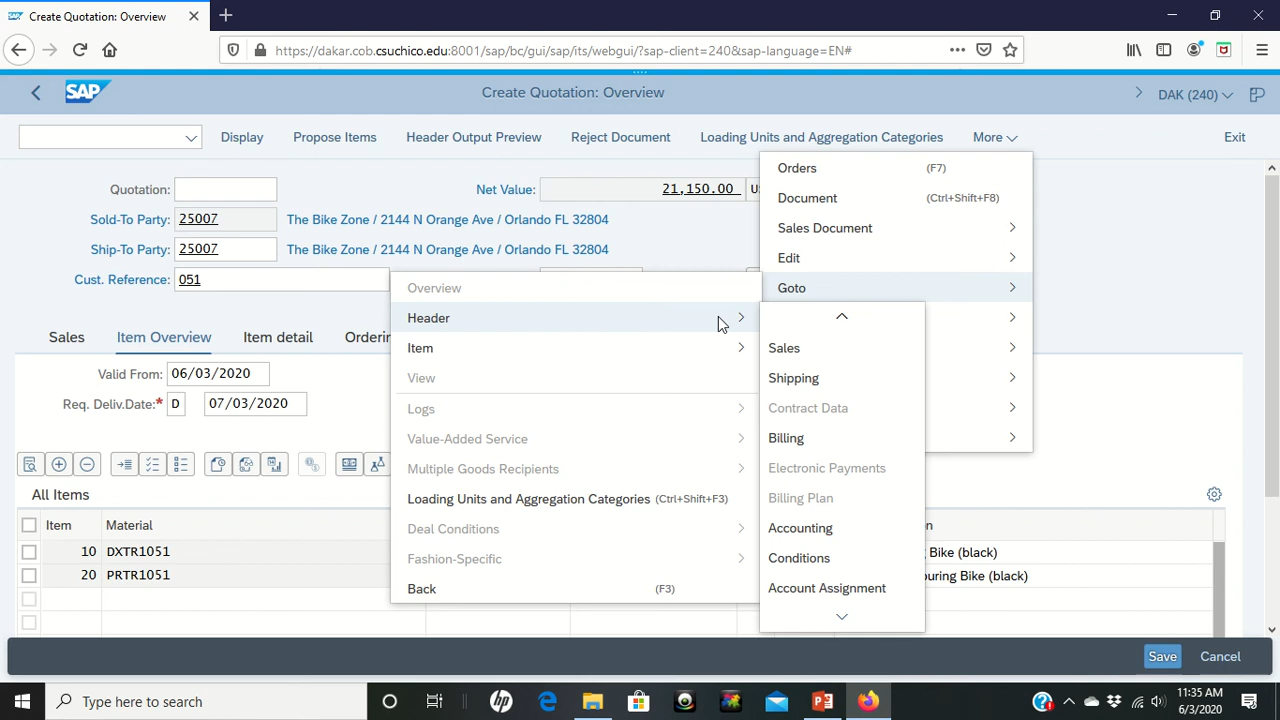 SAP Create Quotation: Overview
https://dakar.cob.csuchico.edu:8001/sap/bc/gui/sap/its/webgui/?sap-client=240&sap-language=EN#
SAP Create Quotation: Overview DAK (240)
Display Propose Items Header Output Preview Reject Document Loading Units and Aggregation Categories More Exit
Orders (F7)
Document (Ctrl+Shift+F8)
Sales Document
Edit
Goto
Quotation: Net Value: 21,150.00
Sold-To Party: 25007 The Bike Zone / 2144 N Orange Ave / Orlando FL 32804
Ship-To Party: 25007 The Bike Zone / 2144 N Orange Ave / Orlando FL 32804
Cust. Reference: 051
Overview
Header
Item
View
Logs
Value-Added Service
Multiple Goods Recipients
Loading Units and Aggregation Categories (Ctrl+Shift+F3)
Deal Conditions
Fashion-Specific
Back (F3)
Sales
Shipping
Contract Data
Billing
Electronic Payments
Billing Plan
Accounting
Conditions
Account Assignment
Sales Item Overview Item detail Orderin
Valid From: 06/03/2020
Req. Deliv.Date:* D 07/03/2020
All Items
Item Material on
10 DXTR1051 Bike (black)
20 PRTR1051 ouring Bike (black)
Save Cancel
Type here to search
11:35 AM
6/3/2020